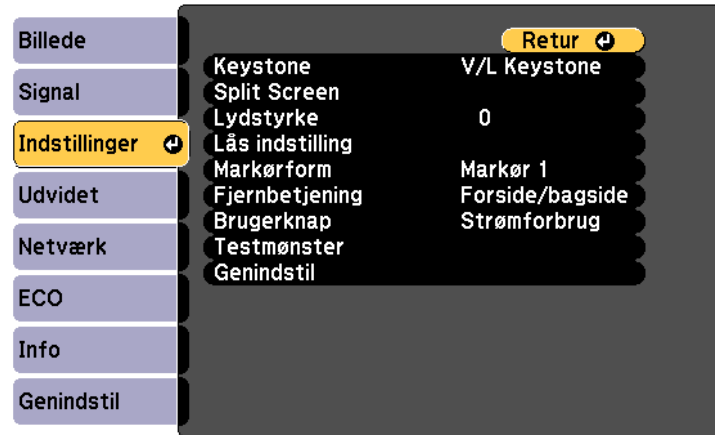 Billede
Signal
Indstillinger
Udvidet
Netværk
ECO
Info
Genindstil
Retur
Keystone V/L Keystone
Split Screen
Lydstyrke 0
Lås indstilling
Markørform Markør 1
Fjernbetjening Forside/bagside
Brugerknap Strømforbrug
Testmønster
Genindstil